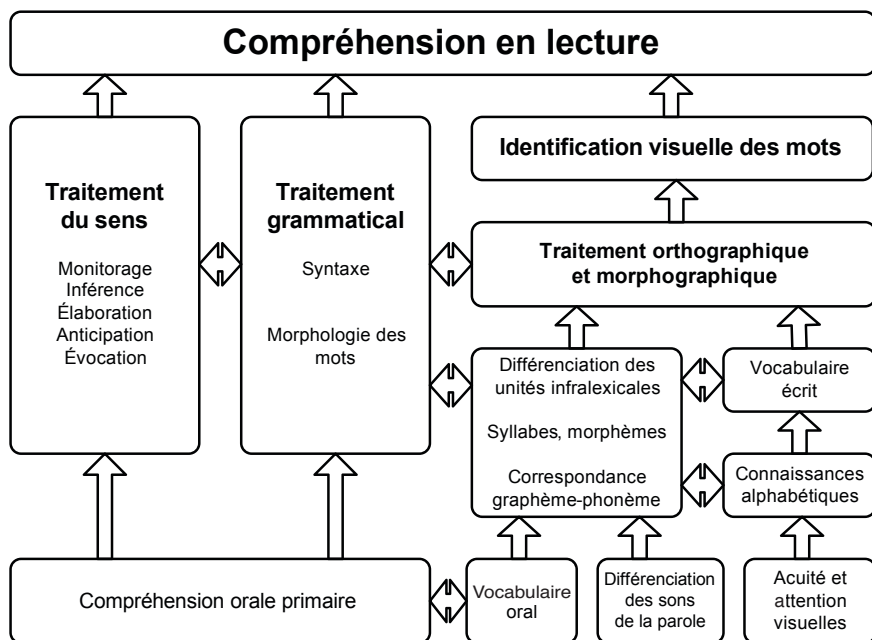 Compréhension en lecture
Traitement
du sens
Monitorage
Inférence
Élaboration
Anticipation
Évocation
Traitement
grammatical
Syntaxe
Morphologie des
mots
Identification visuelle des mots
Traitement orthographique
et morphographique
Différenciation des
unités infralexicales
Syllabes, morphèmes
Correspondance
graphème-phonème
Vocabulaire
écrit
Connaissances
alphabétiques
Compréhension orale primaire
Vocabulaire
oral
Différenciation
des sons
de la parole
Acuité et
attention
visuelles